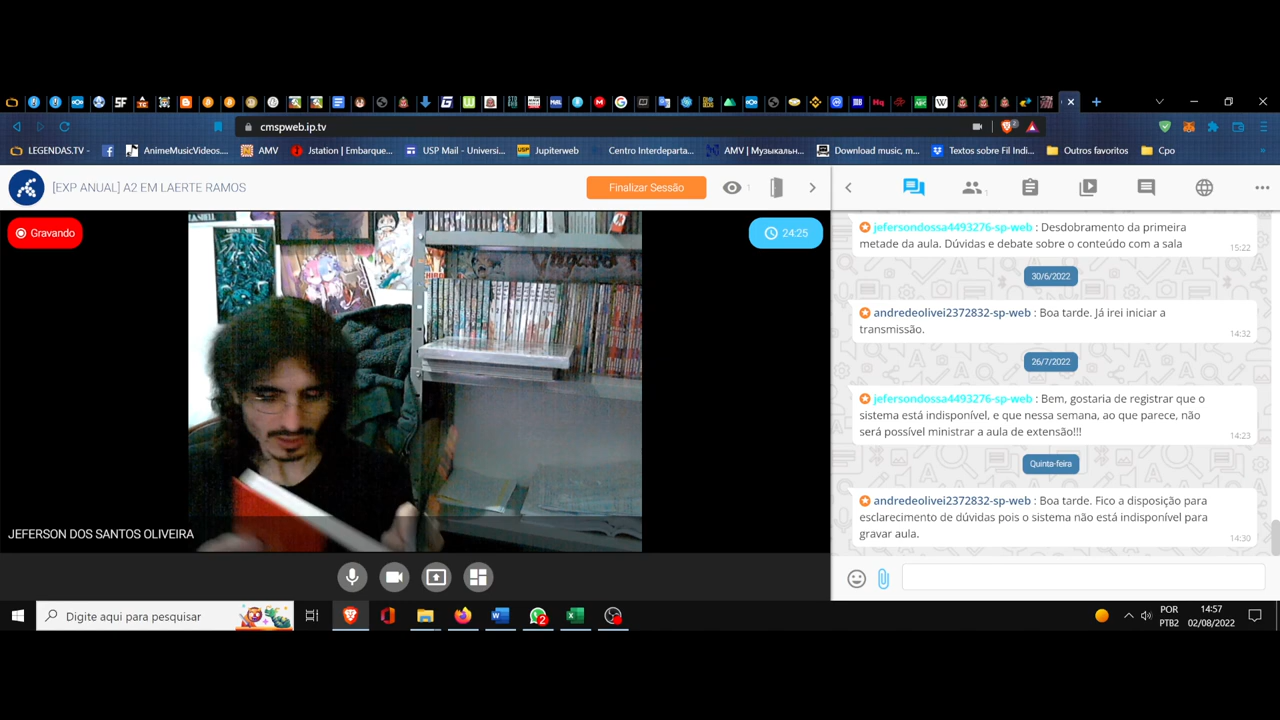 cmspweb.ip.tv
2
LEGENDAS.TV -
AnimeMusicVideos...
AMV
Jstation | Embarque...
USP Mail - Universi...
Jupiterweb
Centro Interdeparta...
AMV | Музыкальн...
Download music, m...
Textos sobre Fil Indi...
Outros favoritos
Cpo
[EXP ANUAL] A2 EM LAERTE RAMOS
Finalizar Sessão
1
1
Gravando
24:25
JEFERSON DOS SANTOS OLIVEIRA
jefersondossa4493276-sp-web : Desdobramento da primeira
metade da aula. Dúvidas e debate sobre o conteúdo com a sala
15:22
30/6/2022
andredeolivei2372832-sp-web : Boa tarde. Já irei iniciar a
transmissão.
14:32
26/7/2022
jefersondossa4493276-sp-web : Bem, gostaria de registrar que o
sistema está indisponível, e que nessa semana, ao que parece, não
será possível ministrar a aula de extensão!!!
14:23
Quinta-feira
andredeolivei2372832-sp-web : Boa tarde. Fico a disposição para
esclarecimento de dúvidas pois o sistema não está indisponível para
gravar aula.
14:30
Digite aqui para pesquisar
2
POR
PTB2
14:57
02/08/2022